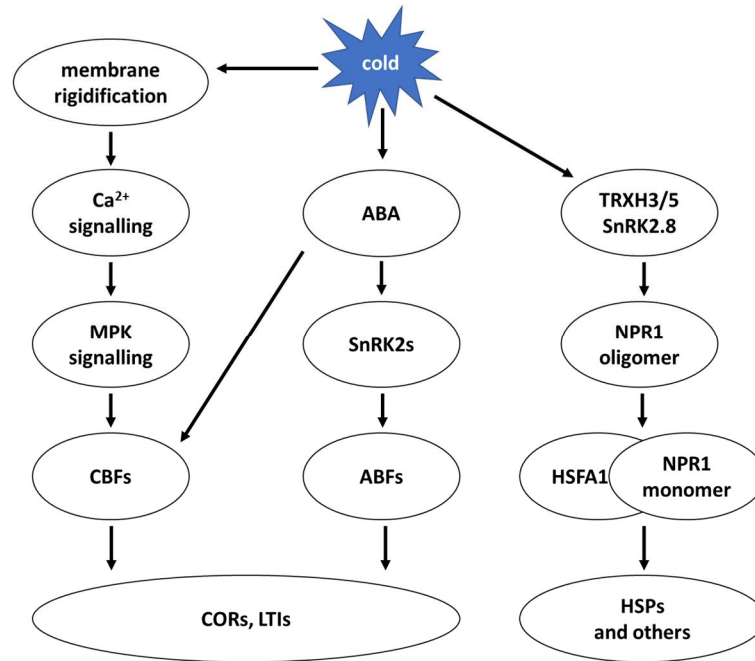 cold
membrane
rigidification
Ca²⁺
signalling
ABA
TRXH3/5
SnRK2.8
MPK
signalling
SnRK2s
NPR1
oligomer
CBFs
ABFs
HSFA1
NPR1
monomer
CORs, LTIs
HSPs
and others